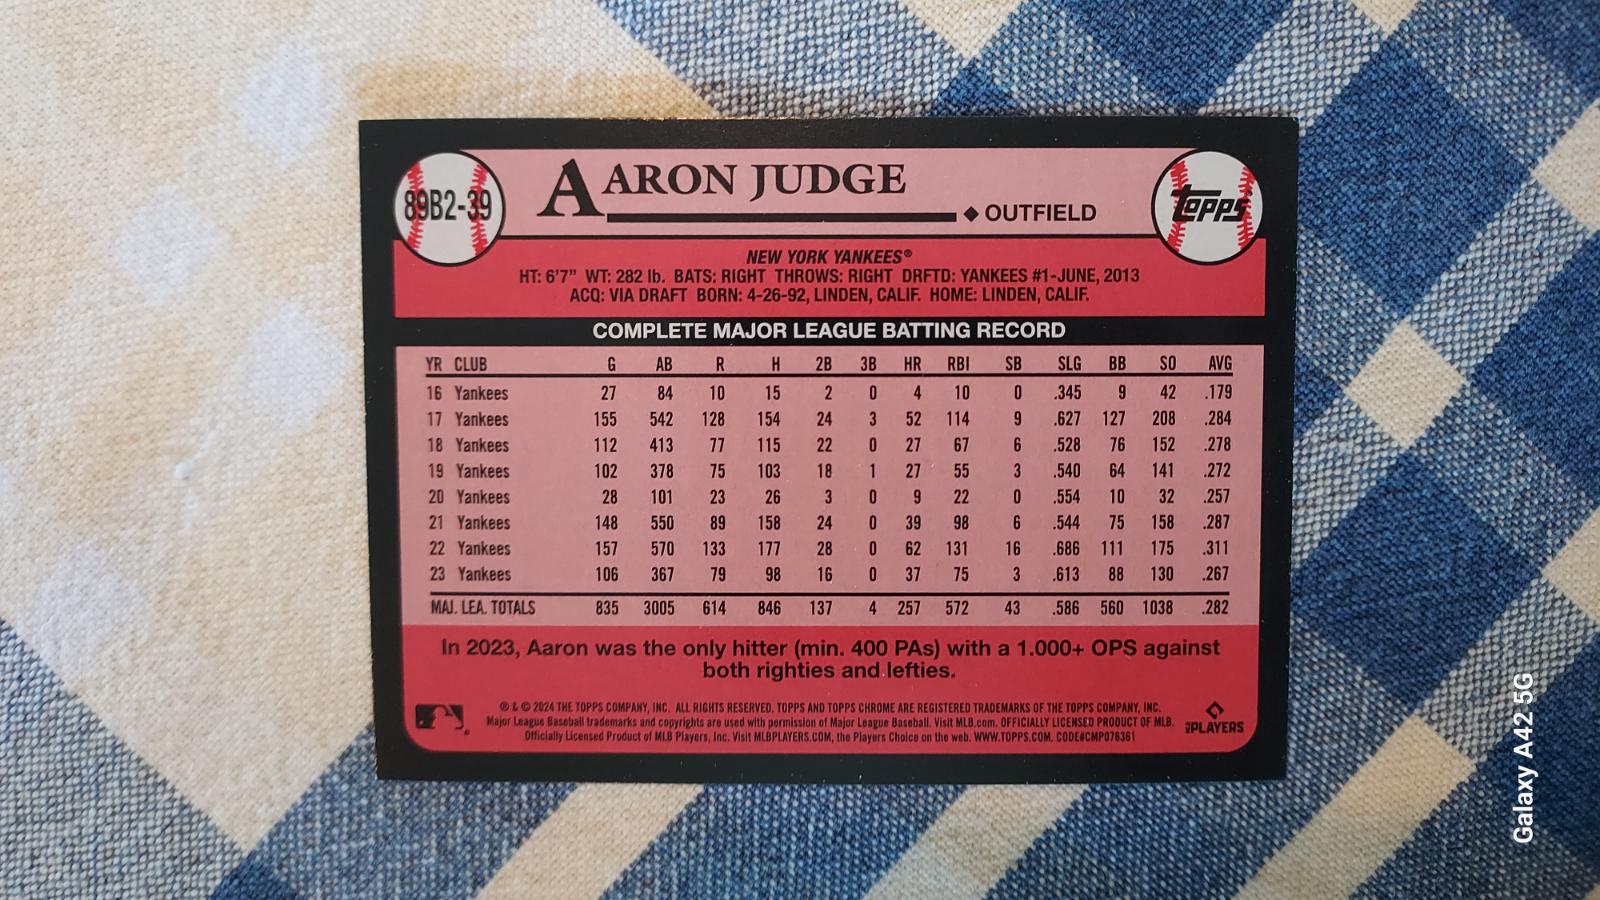 89B2-39
AARON JUDGE
◆ OUTFIELD
topps
NEW YORK YANKEES®
HT: 6'7" WT: 282 lb. BATS: RIGHT THROWS: RIGHT DRFTD: YANKEES #1-JUNE, 2013
ACQ: VIA DRAFT BORN: 4-26-92, LINDEN, CALIF. HOME: LINDEN, CALIF.
COMPLETE MAJOR LEAGUE BATTING RECORD
YR CLUB G AB R H 2B 3B HR RBI SB SLG BB SO AVG
16 Yankees 27 84 10 15 2 0 4 10 0 .345 9 42 .179
17 Yankees 155 542 128 154 24 3 52 114 9 .627 127 208 .284
18 Yankees 112 413 77 115 22 0 27 67 6 .528 76 152 .278
19 Yankees 102 378 75 103 18 1 27 55 3 .540 64 141 .272
20 Yankees 28 101 23 26 3 0 9 22 0 .554 10 32 .257
21 Yankees 148 550 89 158 24 0 39 98 6 .544 75 158 .287
22 Yankees 157 570 133 177 28 0 62 131 16 .686 111 175 .311
23 Yankees 106 367 79 98 16 0 37 75 3 .613 88 130 .267
MAJ. LEA. TOTALS 835 3005 614 846 137 4 257 572 43 .586 560 1038 .282
In 2023, Aaron was the only hitter (min. 400 PAs) with a 1.000+ OPS against
both righties and lefties.
® & © 2024 THE TOPPS COMPANY, INC. ALL RIGHTS RESERVED. TOPPS AND TOPPS CHROME ARE REGISTERED TRADEMARKS OF THE TOPPS COMPANY, INC.
Major League Baseball trademarks and copyrights are used with permission of Major League Baseball. Visit MLB.com. OFFICIALLY LICENSED PRODUCT OF MLB.
Officially Licensed Product of MLB Players, Inc. Visit MLBPLAYERS.COM, the Players Choice on the web. WWW.TOPPS.COM. CODE#CMP076361
MLB PLAYERS
Galaxy A42 5G